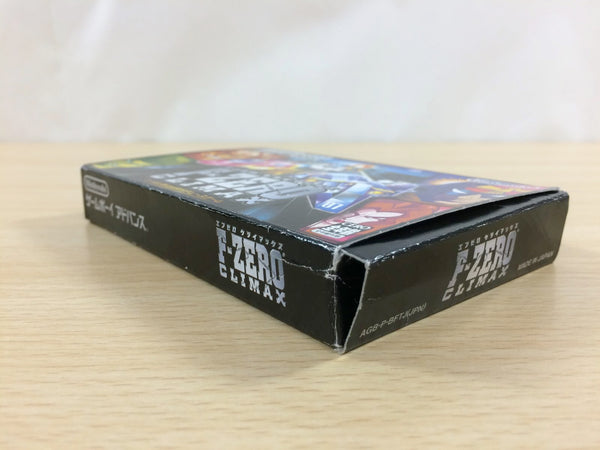 Nintendo
ゲームボーイ アドバンス
エフゼロ クライマックス
F-ZERO
CLIMAX
エフゼロ クライマックス
F-ZERO
CLIMAX
AGB-P-BFTJ(JPN)
MADE IN JAPAN